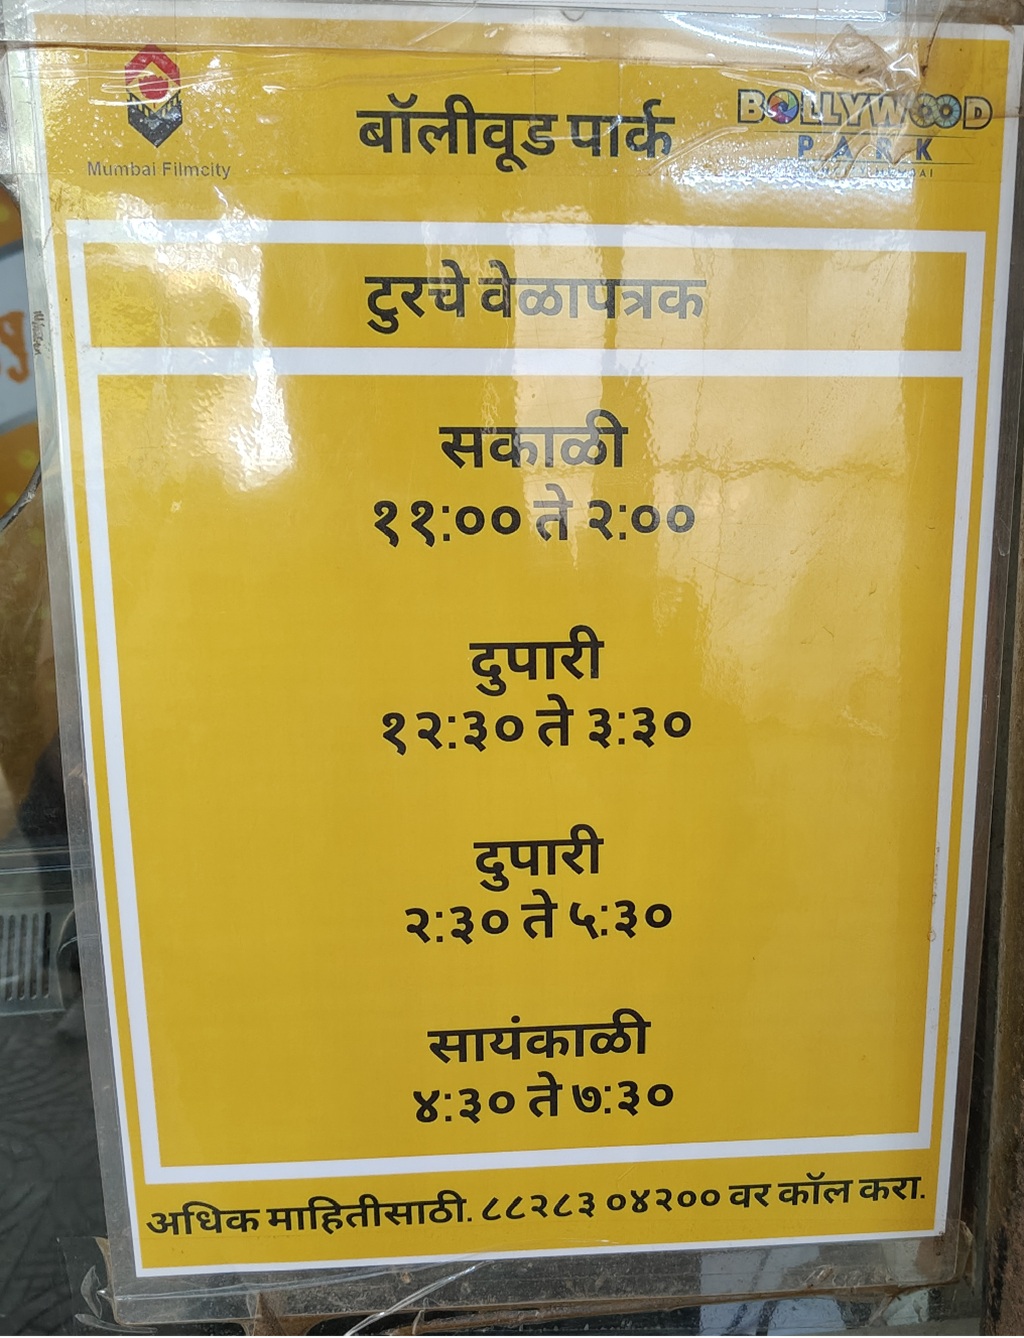 Mumbai Filmcity
बॉलीवूड पार्क
BOLLYWOOD
PARK
टुरचे वेळापत्रक
सकाळी
११:०० ते २:००
दुपारी
१२:३० ते ३:३०
दुपारी
२:३० ते ५:३०
सायंकाळी
४:३० ते ७:३०
अधिक माहितीसाठी. ८८२८३ ०४२०० वर कॉल करा.